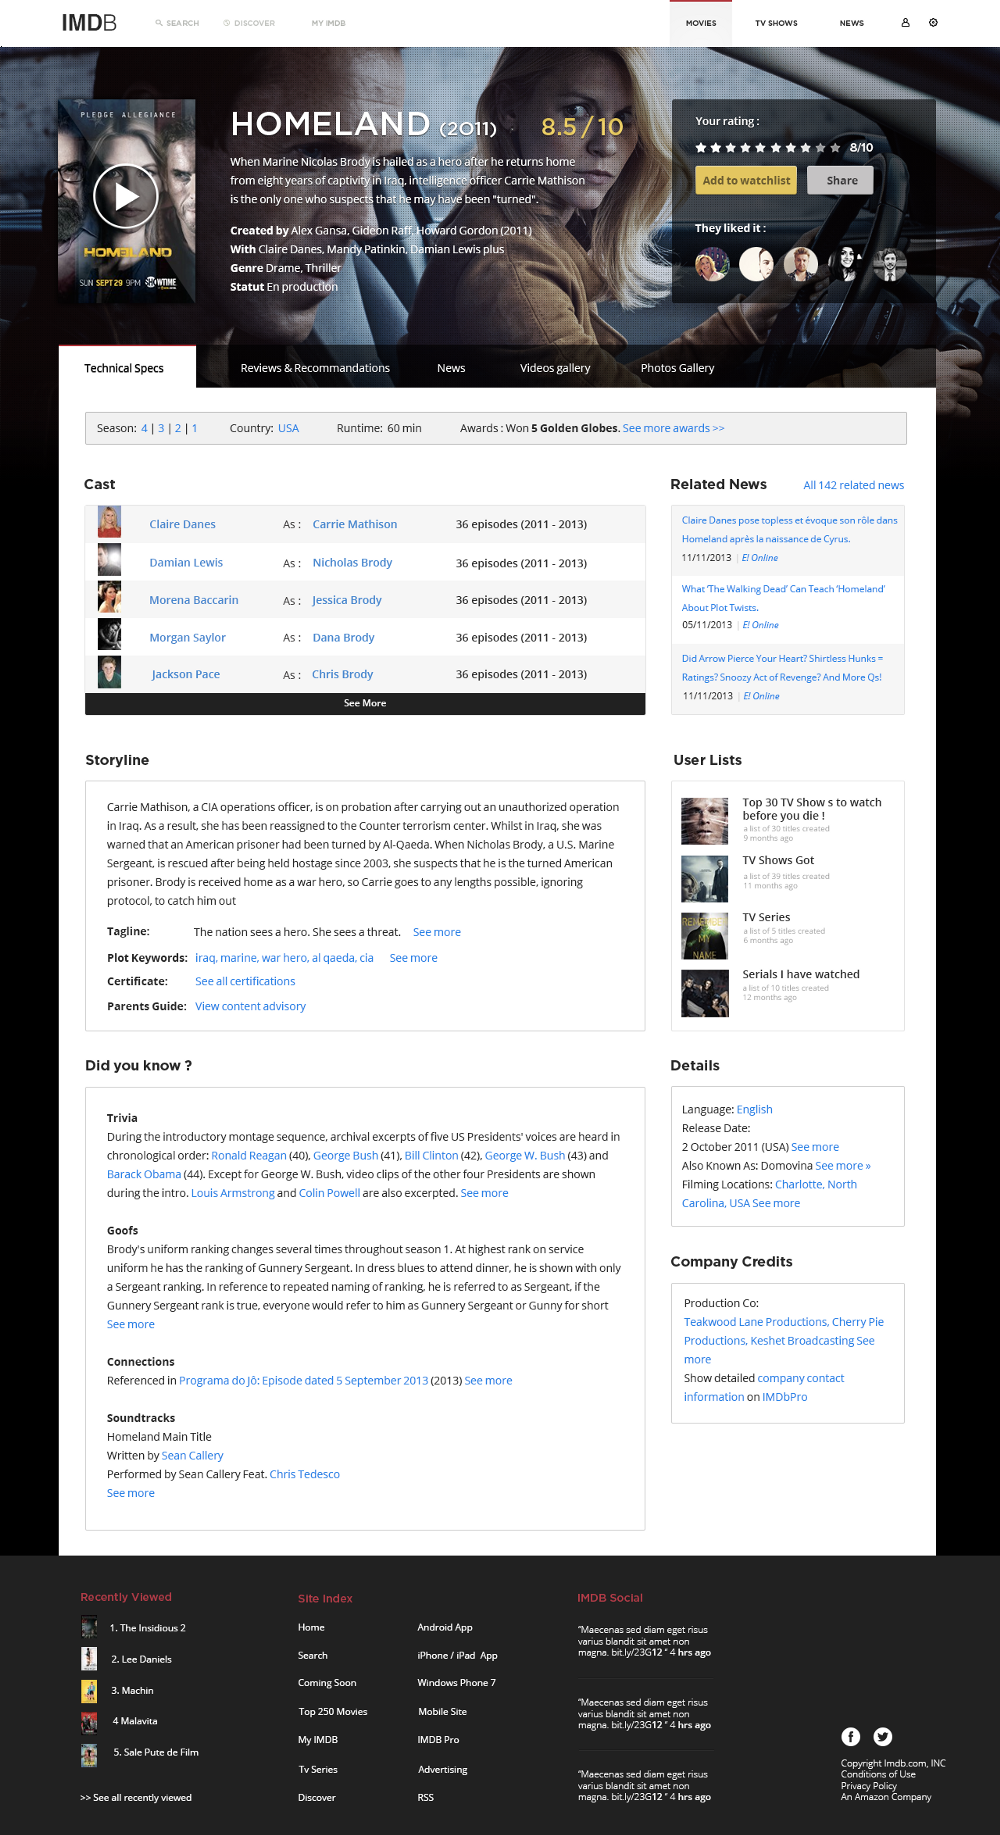 IMDB
SEARCH
DISCOVER
MY IMDB
MOVIES
TV SHOWS
NEWS
PLEDGE ALLEGIANCE
HOMELAND
SUN SEPT29 9PM SHOWTIME
HOMELAND (2011)
8.5 / 10
When Marine Nicolas Brody is hailed as a hero after he returns home
from eight years of captivity in Iraq, intelligence officer Carrie Mathison
is the only one who suspects that he may have been "turned".
Created by Alex Gansa, Gideon Raff, Howard Gordon (2011)
With Claire Danes, Mandy Patinkin, Damian Lewis plus
Genre Drame, Thriller
Statut En production
Your rating :
8/10
Add to watchlist
Share
They liked it :
Technical Specs
Reviews & Recommandations
News
Videos gallery
Photos Gallery
Season: 4 | 3 | 2 | 1
Country: USA
Runtime: 60 min
Awards : Won 5 Golden Globes. See more awards >>
Cast
Claire Danes As : Carrie Mathison 36 episodes (2011 - 2013)
Damian Lewis As : Nicholas Brody 36 episodes (2011 - 2013)
Morena Baccarin As : Jessica Brody 36 episodes (2011 - 2013)
Morgan Saylor As : Dana Brody 36 episodes (2011 - 2013)
Jackson Pace As : Chris Brody 36 episodes (2011 - 2013)
See More
Related News
All 142 related news
Claire Danes pose topless et évoque son rôle dans
Homeland après la naissance de Cyrus.
11/11/2013 | E! Online
What 'The Walking Dead' Can Teach 'Homeland'
About Plot Twists.
05/11/2013 | E! Online
Did Arrow Pierce Your Heart? Shirtless Hunks =
Ratings? Snoozy Act of Revenge? And More Qs!
11/11/2013 | E! Online
Storyline
Carrie Mathison, a CIA operations officer, is on probation after carrying out an unauthorized operation
in Iraq. As a result, she has been reassigned to the Counter terrorism center. Whilst in Iraq, she was
warned that an American prisoner had been turned by Al-Qaeda. When Nicholas Brody, a U.S. Marine
Sergeant, is rescued after being held hostage since 2003, she suspects that he is the turned American
prisoner. Brody is received home as a war hero, so Carrie goes to any lengths possible, ignoring
protocol, to catch him out
Tagline: The nation sees a hero. She sees a threat. See more
Plot Keywords: iraq, marine, war hero, al qaeda, cia See more
Certificate: See all certifications
Parents Guide: View content advisory
User Lists
Top 30 TV Show s to watch
before you die !
a list of 30 titles created
9 months ago
TV Shows Got
a list of 39 titles created
11 months ago
REMEMBER
MY
NAME
TV Series
a list of 5 titles created
6 months ago
Serials I have watched
a list of 10 titles created
12 months ago
Did you know ?
Trivia
During the introductory montage sequence, archival excerpts of five US Presidents' voices are heard in
chronological order: Ronald Reagan (40), George Bush (41), Bill Clinton (42), George W. Bush (43) and
Barack Obama (44). Except for George W. Bush, video clips of the other four Presidents are shown
during the intro. Louis Armstrong and Colin Powell are also excerpted. See more
Goofs
Brody's uniform ranking changes several times throughout season 1. At highest rank on service
uniform he has the ranking of Gunnery Sergeant. In dress blues to attend dinner, he is shown with only
a Sergeant ranking. In reference to repeated naming of ranking, he is referred to as Sergeant, if the
Gunnery Sergeant rank is true, everyone would refer to him as Gunnery Sergeant or Gunny for short
See more
Connections
Referenced in Programa do Jô: Episode dated 5 September 2013 (2013) See more
Soundtracks
Homeland Main Title
Written by Sean Callery
Performed by Sean Callery Feat. Chris Tedesco
See more
Details
Language: English
Release Date:
2 October 2011 (USA) See more
Also Known As: Domovina See more »
Filming Locations: Charlotte, North
Carolina, USA See more
Company Credits
Production Co:
Teakwood Lane Productions, Cherry Pie
Productions, Keshet Broadcasting See
more
Show detailed company contact
information on IMDbPro
Recently Viewed
1. The Insidious 2
2. Lee Daniels
3. Machin
4 Malavita
5. Sale Pute de Film
>> See all recently viewed
Site Index
Home
Search
Coming Soon
Top 250 Movies
My IMDB
Tv Series
Discover
Android App
iPhone / iPad App
Windows Phone 7
Mobile Site
IMDB Pro
Advertising
RSS
IMDB Social
"Maecenas sed diam eget risus
varius blandit sit amet non
magna. bit.ly/23G12 " 4 hrs ago
"Maecenas sed diam eget risus
varius blandit sit amet non
magna. bit.ly/23G12 " 4 hrs ago
"Maecenas sed diam eget risus
varius blandit sit amet non
magna. bit.ly/23G12 " 4 hrs ago
Copyright Imdb.com, INC
Conditions of Use
Privacy Policy
An Amazon Company